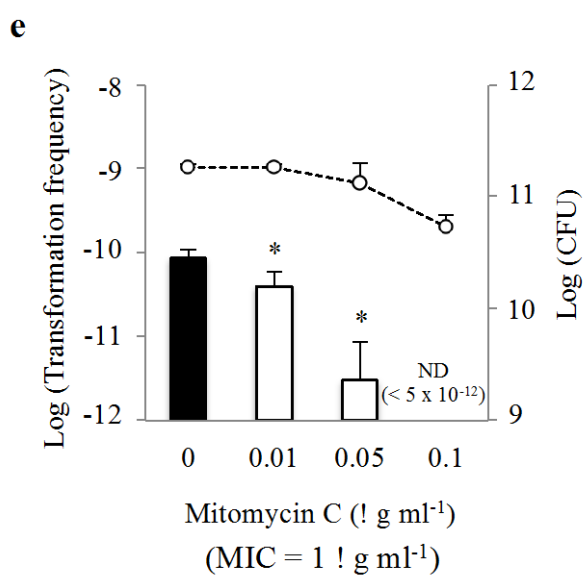 e
Log (Transformation frequency)
-8
-9
-10
-11
-12
12
11
10
9
Log (CFU)
*
*
ND
(< 5 x 10-12)
0 0.01 0.05 0.1
Mitomycin C (! g ml-1)
(MIC = 1 ! g ml-1)